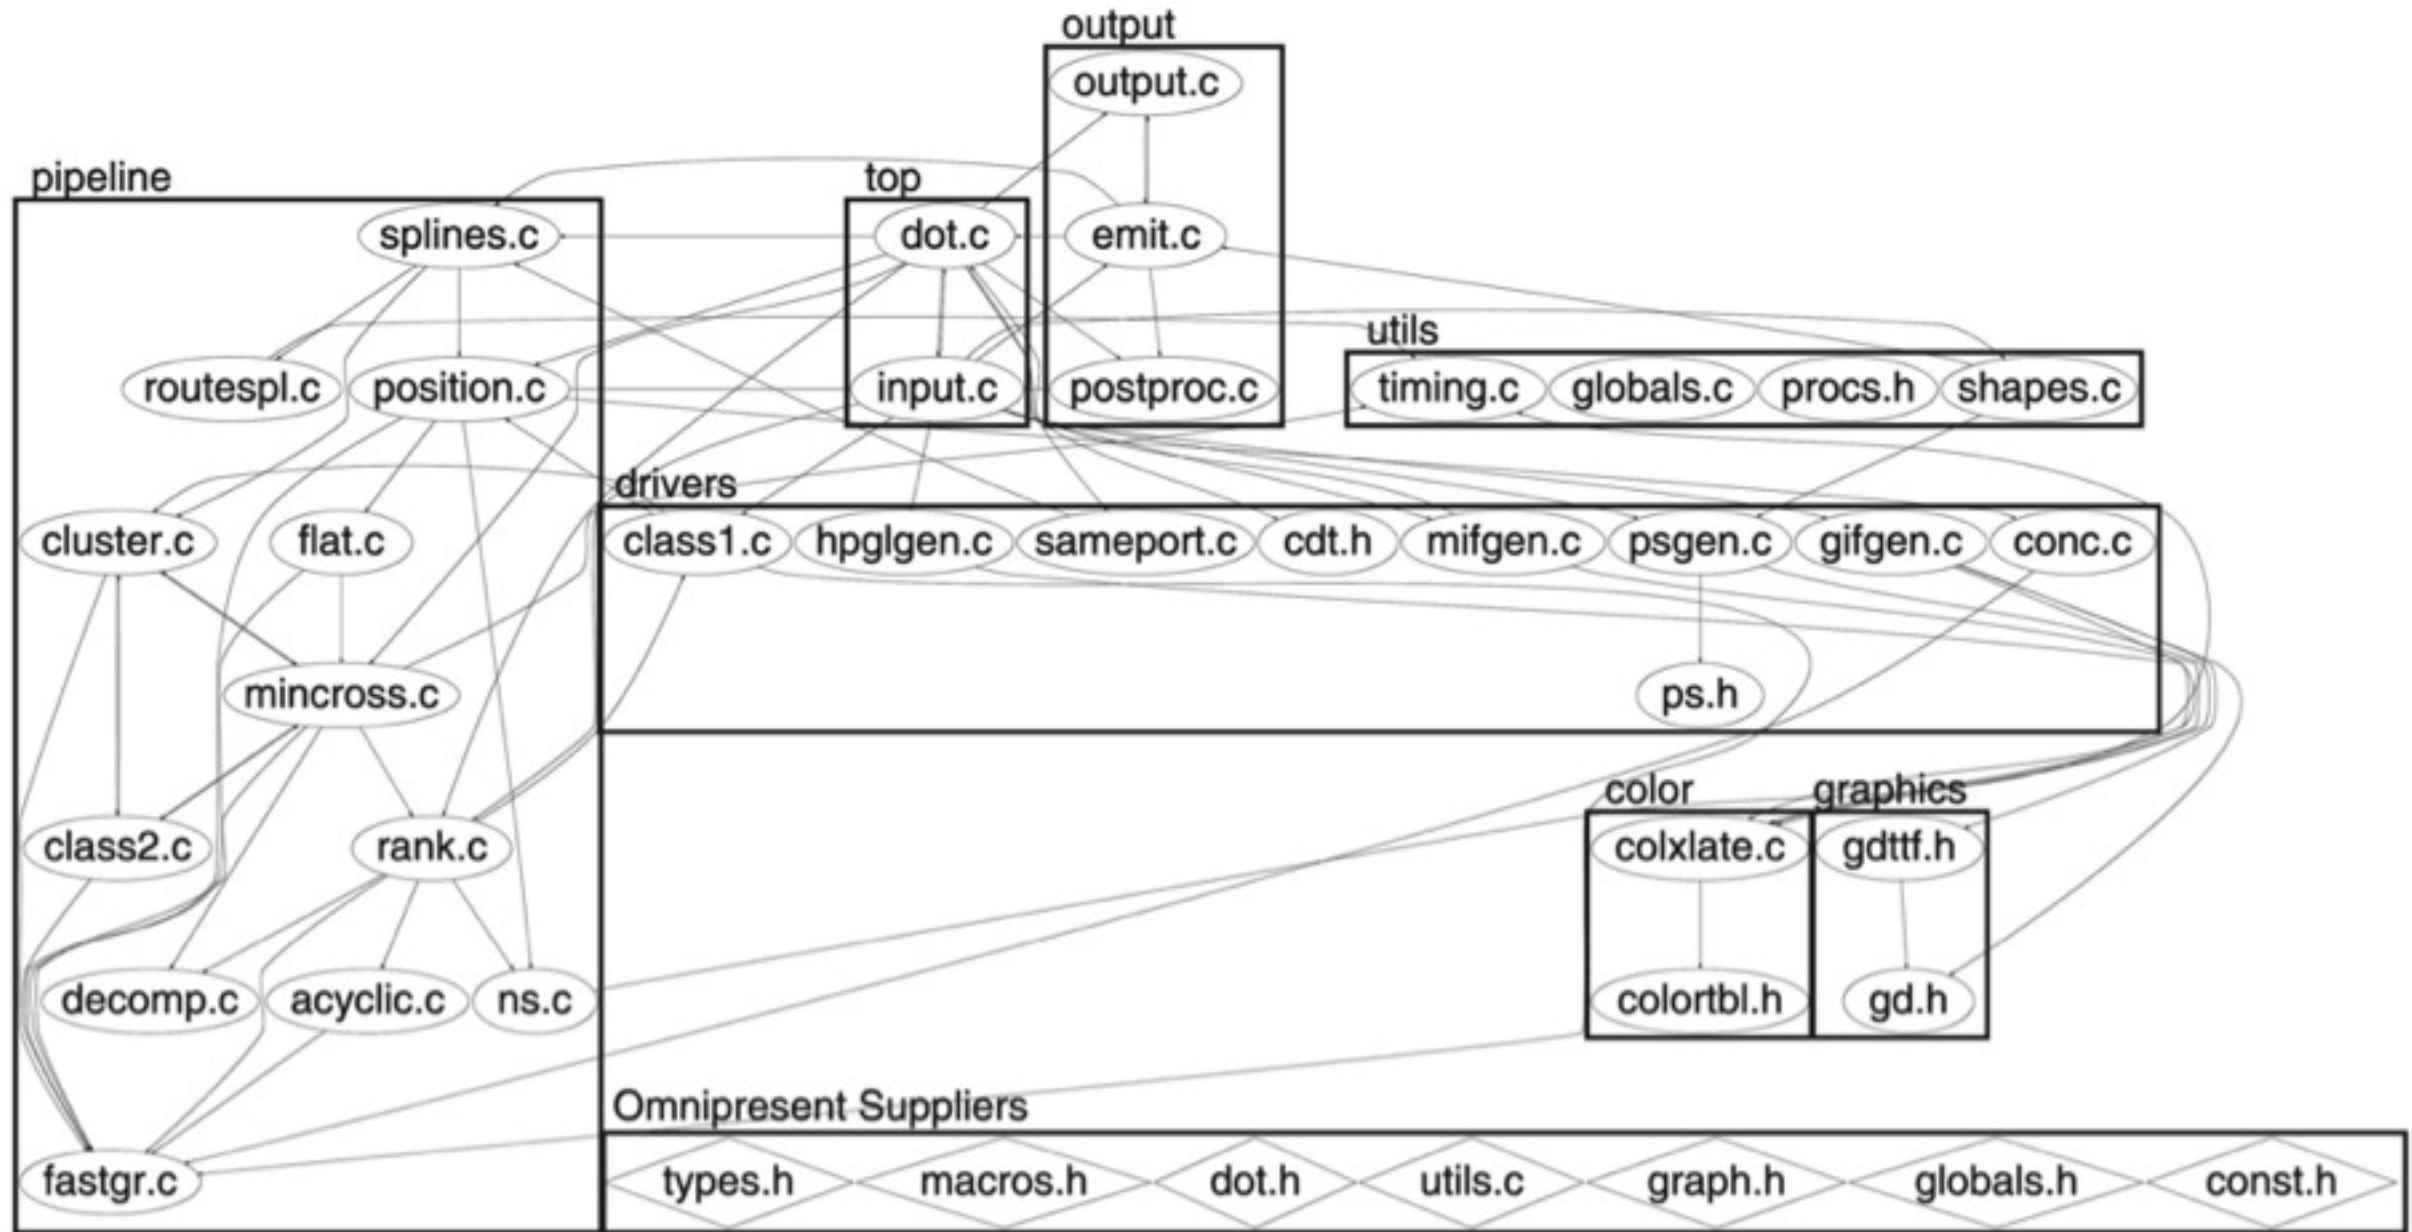 output
output.c
pipeline
top
splines.c
dot.c
emit.c
utils
routespl.c
position.c
input.c
postproc.c
timing.c
globals.c
procs.h
shapes.c
drivers
cluster.c
flat.c
class1.c
hpglgen.c
sameport.c
cdt.h
mifgen.c
psgen.c
gifgen.c
conc.c
mincross.c
ps.h
color
graphics
class2.c
rank.c
colxlate.c
gdttf.h
decomp.c
acyclic.c
ns.c
colortbl.h
gd.h
Omnipresent Suppliers
fastgr.c
types.h
macros.h
dot.h
utils.c
graph.h
globals.h
const.h